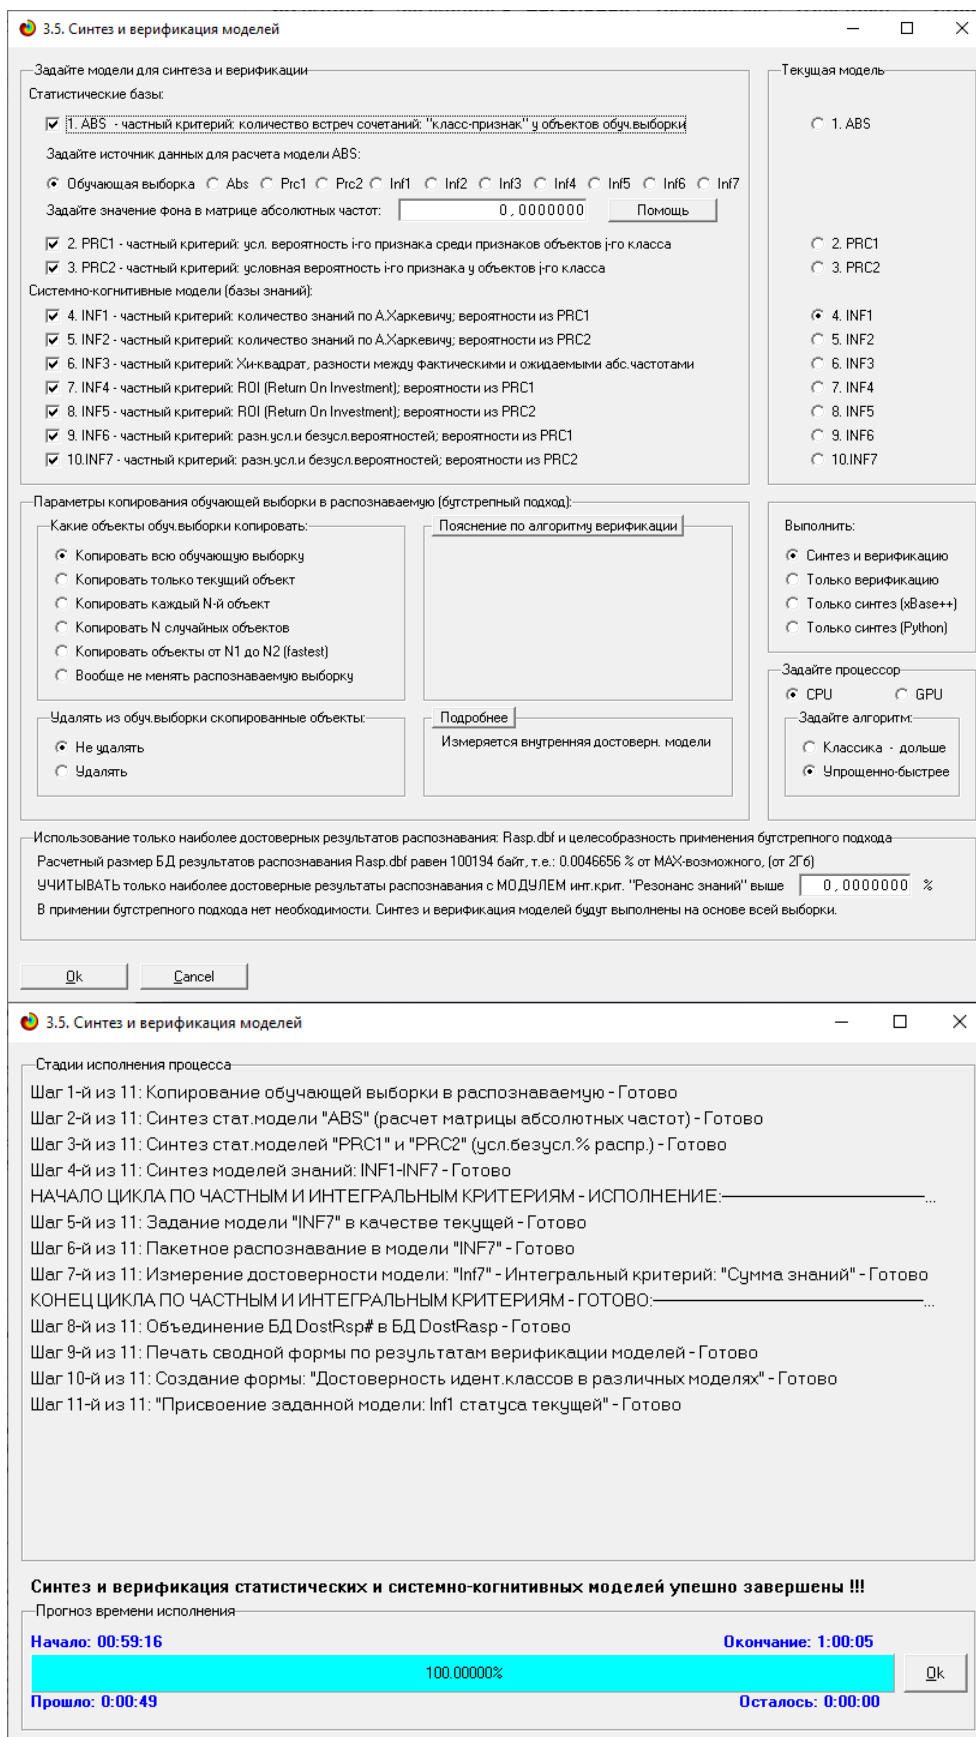 3.5. Синтез и верификация моделей
Задайте модели для синтеза и верификации
Текущая модель
Статистические базы:
1. ABS - частный критерий: количество встреч сочетаний: "класс-признак" у объектов обуч.выборки
1. ABS
Задайте источник данных для расчета модели ABS:
Обучающая выборка Abs Prc1 Prc2 Inf1 Inf2 Inf3 Inf4 Inf5 Inf6 Inf7
Задайте значение фона в матрице абсолютных частот: 0,0000000 Помощь
2. PRC1 - частный критерий: усл. вероятность i-го признака среди признаков объектов j-го класса
2. PRC1
3. PRC2 - частный критерий: условная вероятность i-го признака у объектов j-го класса
3. PRC2
Системно-когнитивные модели (базы знаний):
4. INF1 - частный критерий: количество знаний по А.Харкевичу; вероятности из PRC1
4. INF1
5. INF2 - частный критерий: количество знаний по А.Харкевичу; вероятности из PRC2
5. INF2
6. INF3 - частный критерий: Хи-квадрат, разности между фактическими и ожидаемыми абс.частотами
6. INF3
7. INF4 - частный критерий: ROI (Return On Investment); вероятности из PRC1
7. INF4
8. INF5 - частный критерий: ROI (Return On Investment); вероятности из PRC2
8. INF5
9. INF6 - частный критерий: разн.усл.и безусл.вероятностей; вероятности из PRC1
9. INF6
10.INF7 - частный критерий: разн.усл.и безусл.вероятностей; вероятности из PRC2
10.INF7
Параметры копирования обучающей выборки в распознаваемую (бутстрепный подход):
Какие объекты обуч.выборки копировать:
Копировать всю обучающую выборку
Копировать только текущий объект
Копировать каждый N-й объект
Копировать N случайных объектов
Копировать объекты от N1 до N2 (fastest)
Вообще не менять распознаваемую выборку
Пояснение по алгоритму верификации
Выполнить:
Синтез и верификацию
Только верификацию
Только синтез (xBase++)
Только синтез (Python)
Удалять из обуч.выборки скопированные объекты:
Не удалять
Удалять
Подробнее
Измеряется внутренняя достоверн. модели
Задайте процессор
CPU GPU
Задайте алгоритм:
Классика - дольше
Упрощенно-быстрее
Использование только наиболее достоверных результатов распознавания: Rasp.dbf и целесобразность применения бутстрепного подхода
Расчетный размер БД результатов распознавания Rasp.dbf равен 100194 байт, т.е.: 0.0046656 % от MAX-возможного, (от 2Гб)
УЧИТЫВАТЬ только наиболее достоверные результаты распознавания с МОДУЛЕМ инт.крит. "Резонанс знаний" выше 0,0000000 %
В примении бутстрепного подхода нет необходимости. Синтез и верификация моделей будут выполнены на основе всей выборки.
Ok Cancel
3.5. Синтез и верификация моделей
Стадии исполнения процесса
Шаг 1-й из 11: Копирование обучающей выборки в распознаваемую - Готово
Шаг 2-й из 11: Синтез стат.модели "ABS" (расчет матрицы абсолютных частот) - Готово
Шаг 3-й из 11: Синтез стат.моделей "PRC1" и "PRC2" (усл.безусл.% распр.) - Готово
Шаг 4-й из 11: Синтез моделей знаний: INF1-INF7 - Готово
НАЧАЛО ЦИКЛА ПО ЧАСТНЫМ И ИНТЕГРАЛЬНЫМ КРИТЕРИЯМ - ИСПОЛНЕНИЕ:————————...
Шаг 5-й из 11: Задание модели "INF7" в качестве текущей - Готово
Шаг 6-й из 11: Пакетное распознавание в модели "INF7" - Готово
Шаг 7-й из 11: Измерение достоверности модели: "Inf7" - Интегральный критерий: "Сумма знаний" - Готово
КОНЕЦ ЦИКЛА ПО ЧАСТНЫМ И ИНТЕГРАЛЬНЫМ КРИТЕРИЯМ - ГОТОВО:————————...
Шаг 8-й из 11: Объединение БД DostRsp# в БД DostRasp - Готово
Шаг 9-й из 11: Печать сводной формы по результатам верификации моделей - Готово
Шаг 10-й из 11: Создание формы: "Достоверность идент.классов в различных моделях" - Готово
Шаг 11-й из 11: "Присвоение заданной модели: Inf1 статуса текущей" - Готово
Синтез и верификация статистических и системно-когнитивных моделей упешно завершены !!!
Прогноз времени исполнения
Начало: 00:59:16 Окончание: 1:00:05
100.00000% Ok
Прошло: 0:00:49 Осталось: 0:00:00